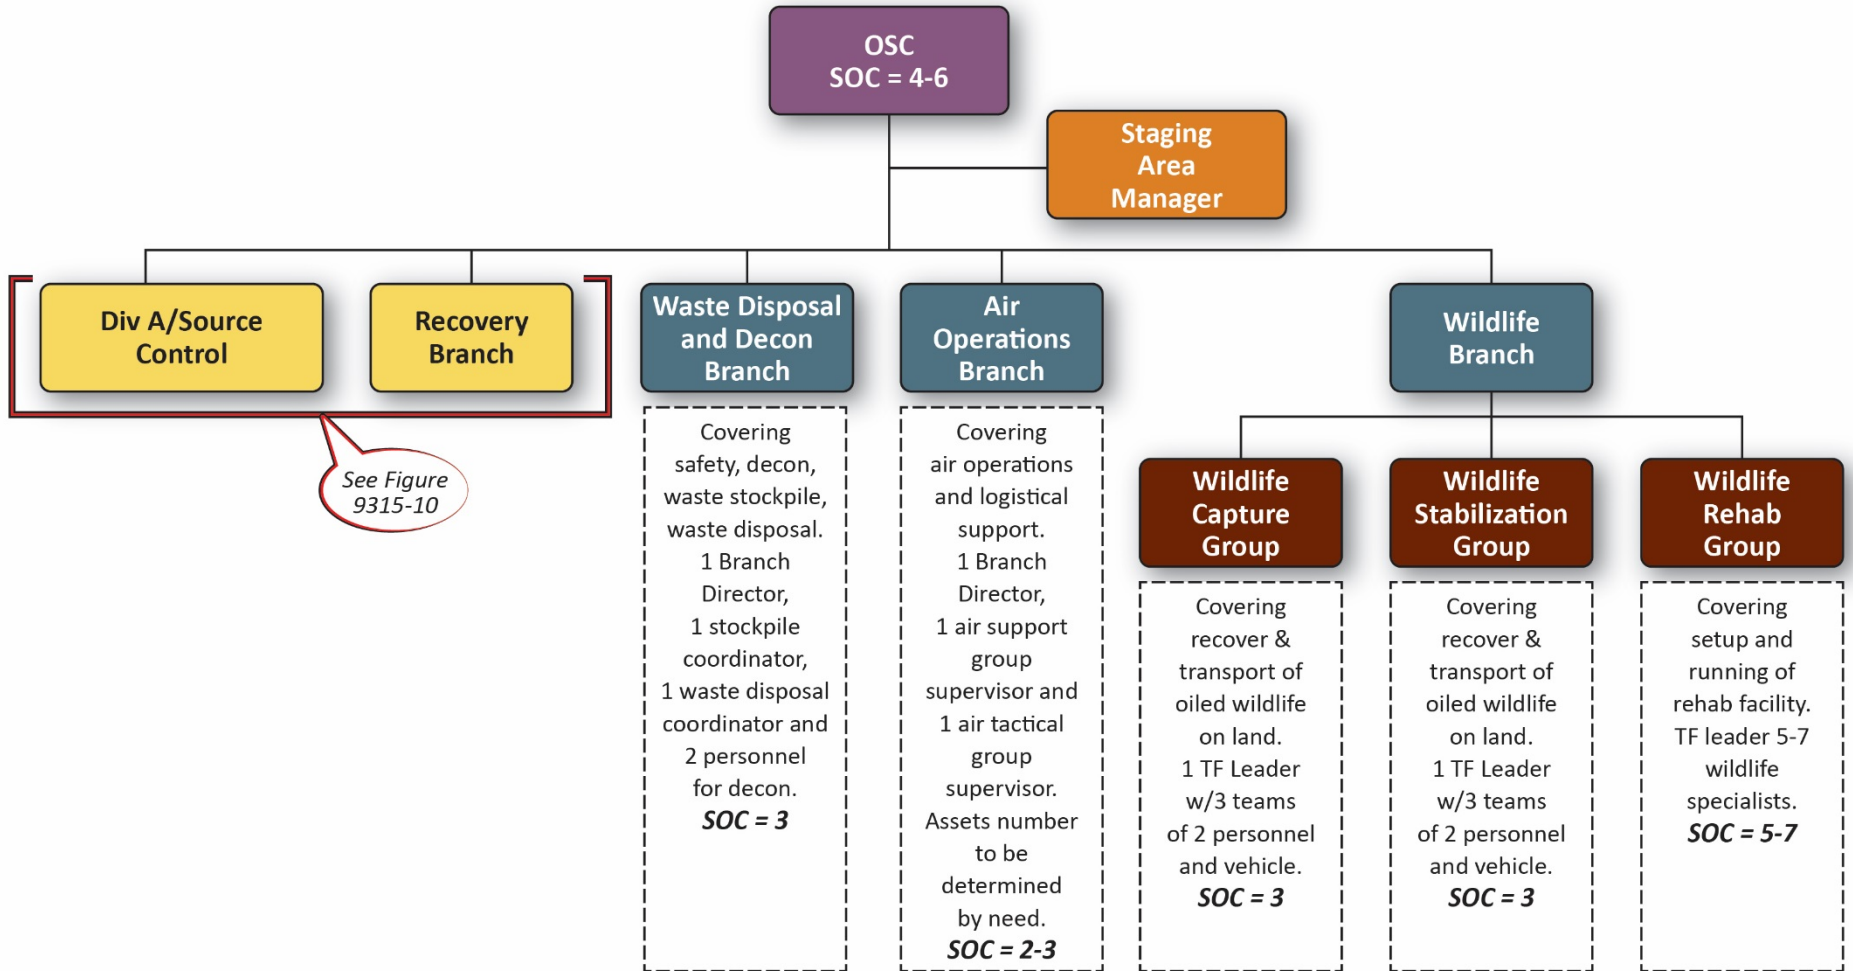 OSC
SOC = 4-6
Staging
Area
Manager
Div A/Source
Control
Recovery
Branch
See Figure
9315-10
Waste Disposal
and Decon
Branch
Covering
safety, decon,
waste stockpile,
waste disposal.
1 Branch
Director,
1 stockpile
coordinator,
1 waste disposal
coordinator and
2 personnel
for decon.
SOC = 3
Air
Operations
Branch
Covering
air operations
and logistical
support.
1 Branch
Director,
1 air support
group
supervisor and
1 air tactical
group
supervisor.
Assets number
to be
determined
by need.
SOC = 2-3
Wildlife
Branch
Wildlife
Capture
Group
Covering
recover &
transport of
oiled wildlife
on land.
1 TF Leader
w/3 teams
of 2 personnel
and vehicle.
SOC = 3
Wildlife
Stabilization
Group
Covering
recover &
transport of
oiled wildlife
on land.
1 TF Leader
w/3 teams
of 2 personnel
and vehicle.
SOC = 3
Wildlife
Rehab
Group
Covering
setup and
running of
rehab facility.
TF leader 5-7
wildlife
specialists.
SOC = 5-7